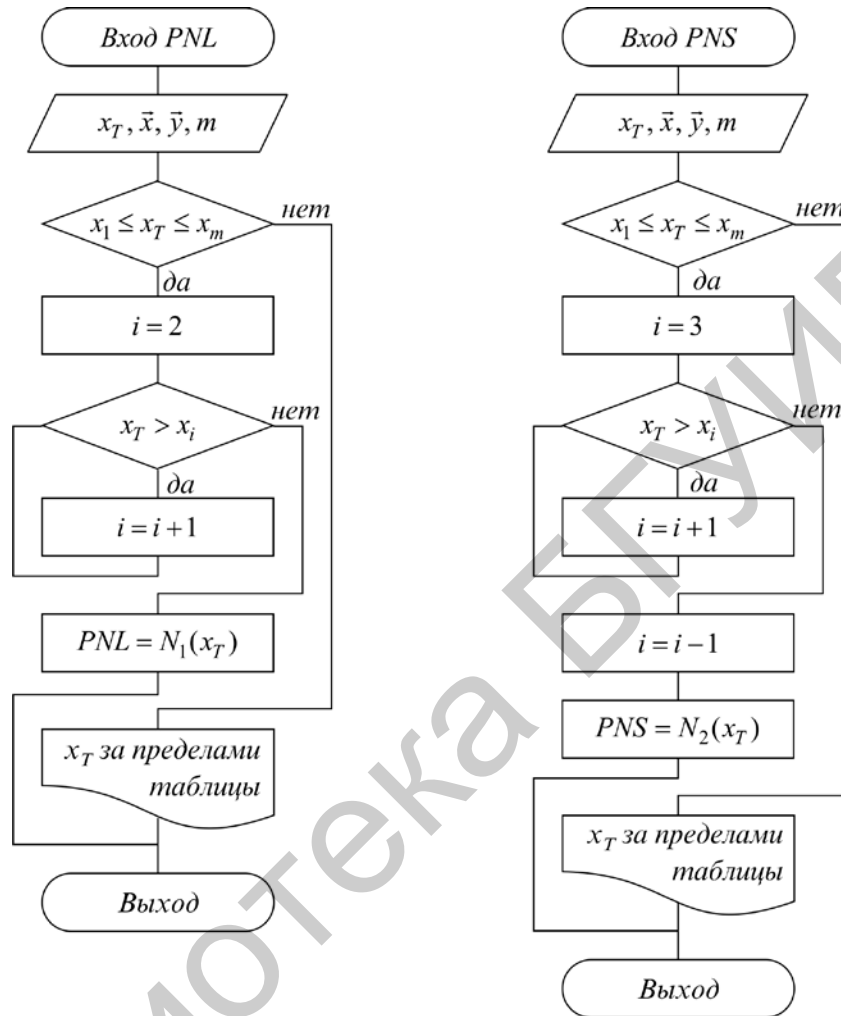 Вход PNL
x_T, x⃗, y⃗, m
x_1 ≤ x_T ≤ x_m
нет
да
i = 2
x_T > x_i
нет
да
i = i + 1
PNL = N_1(x_T)
x_T за пределами
таблицы
Выход
Вход PNS
x_T, x⃗, y⃗, m
x_1 ≤ x_T ≤ x_m
нет
да
i = 3
x_T > x_i
нет
да
i = i + 1
i = i − 1
PNS = N_2(x_T)
x_T за пределами
таблицы
Выход